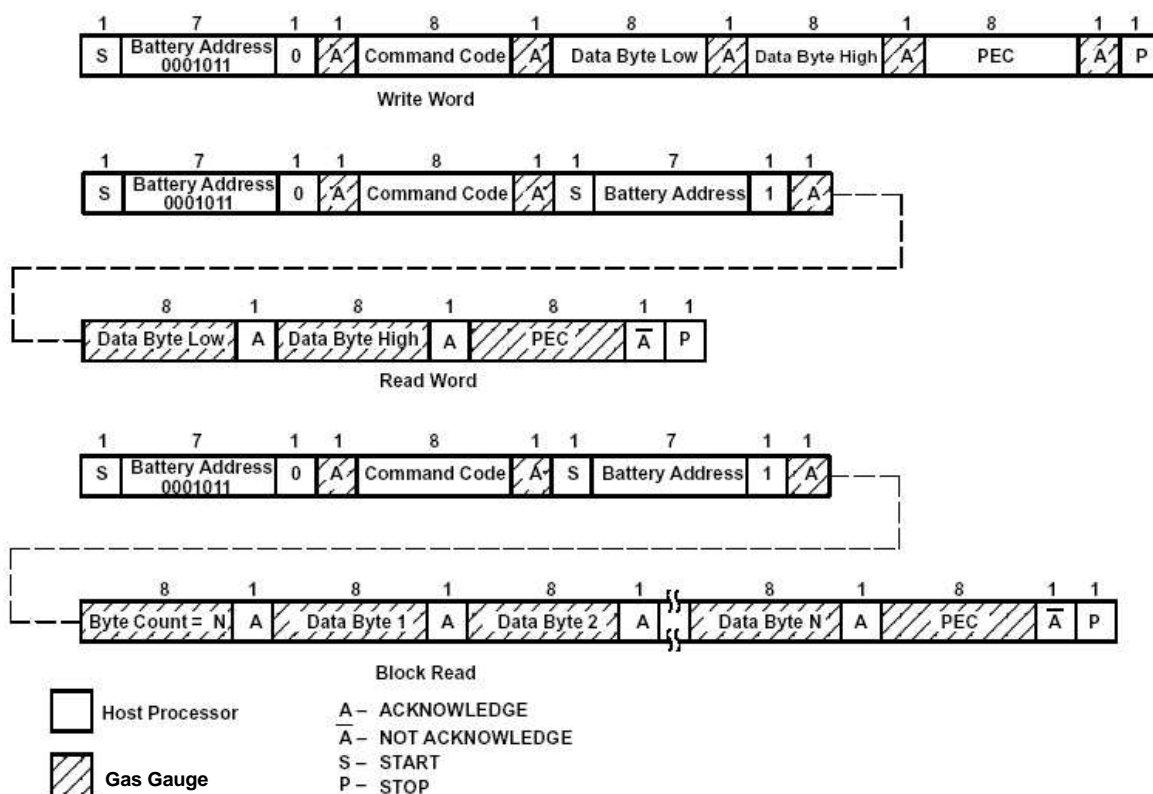 1 7 1 1 8 1 8 1 8 1 8 1 1
S Battery Address 0 A Command Code A Data Byte Low A Data Byte High A PEC A P
0001011
Write Word
1 7 1 1 8 1 1 7 1 1
S Battery Address 0 A Command Code A S Battery Address 1 A
0001011
8 1 8 1 8 1 1
Data Byte Low A Data Byte High A PEC A̅ P
Read Word
1 7 1 1 8 1 1 7 1 1
S Battery Address 0 A Command Code A S Battery Address 1 A
0001011
8 1 8 1 8 1 8 1 8 1 1
Byte Count = N A Data Byte 1 A Data Byte 2 A Data Byte N A PEC A̅ P
Block Read
Host Processor
Gas Gauge
A – ACKNOWLEDGE
A̅ – NOT ACKNOWLEDGE
S – START
P – STOP